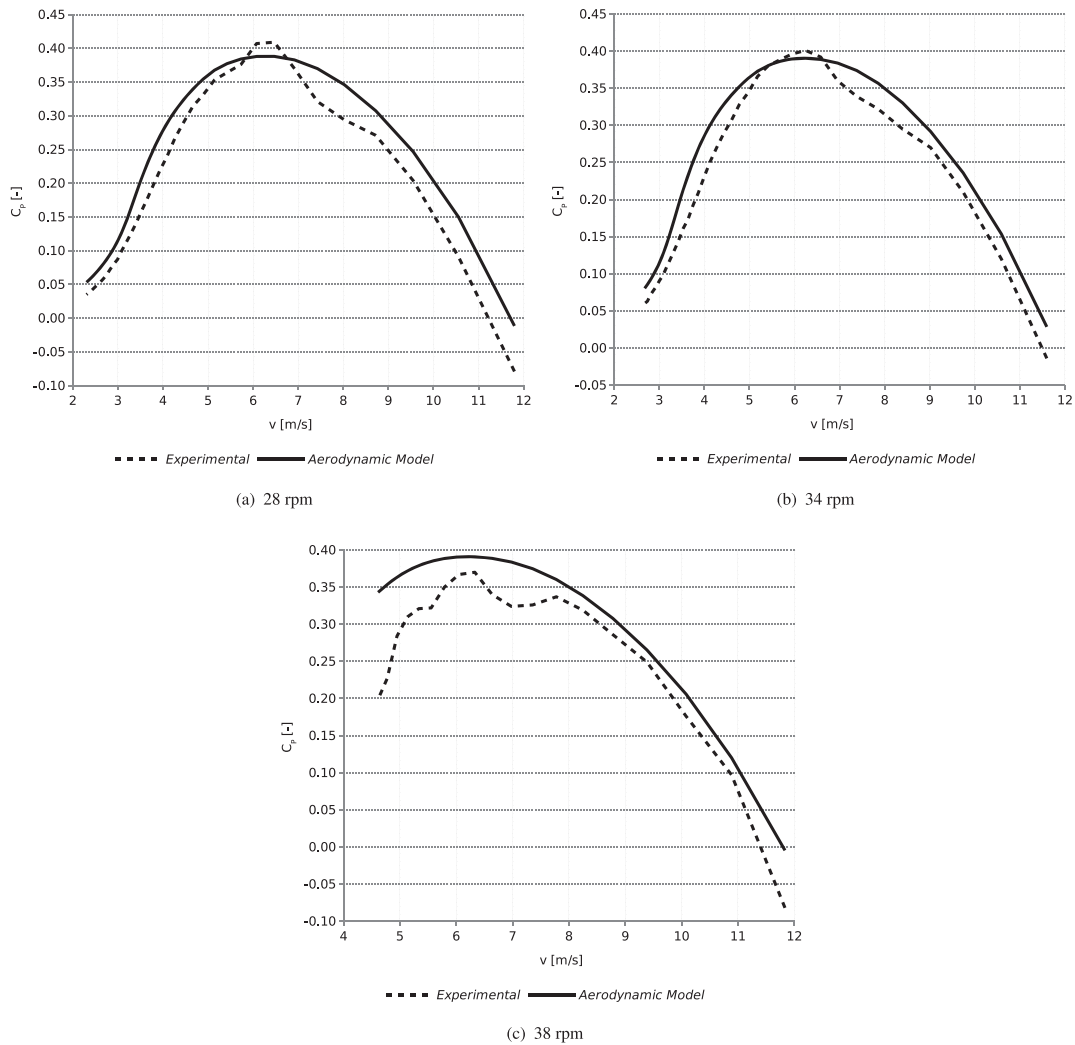 0.45
0.40
0.35
0.30
0.25
0.20
0.15
0.10
0.05
0.00
-0.05
-0.10
C_P [-]
2 3 4 5 6 7 8 9 10 11 12
v [m/s]
Experimental Aerodynamic Model
(a) 28 rpm
0.45
0.40
0.35
0.30
0.25
0.20
0.15
0.10
0.05
0.00
-0.05
C_P [-]
2 3 4 5 6 7 8 9 10 11 12
v [m/s]
Experimental Aerodynamic Model
(b) 34 rpm
0.40
0.35
0.30
0.25
0.20
0.15
0.10
0.05
0.00
-0.05
-0.10
C_P [-]
4 5 6 7 8 9 10 11 12
v [m/s]
Experimental Aerodynamic Model
(c) 38 rpm